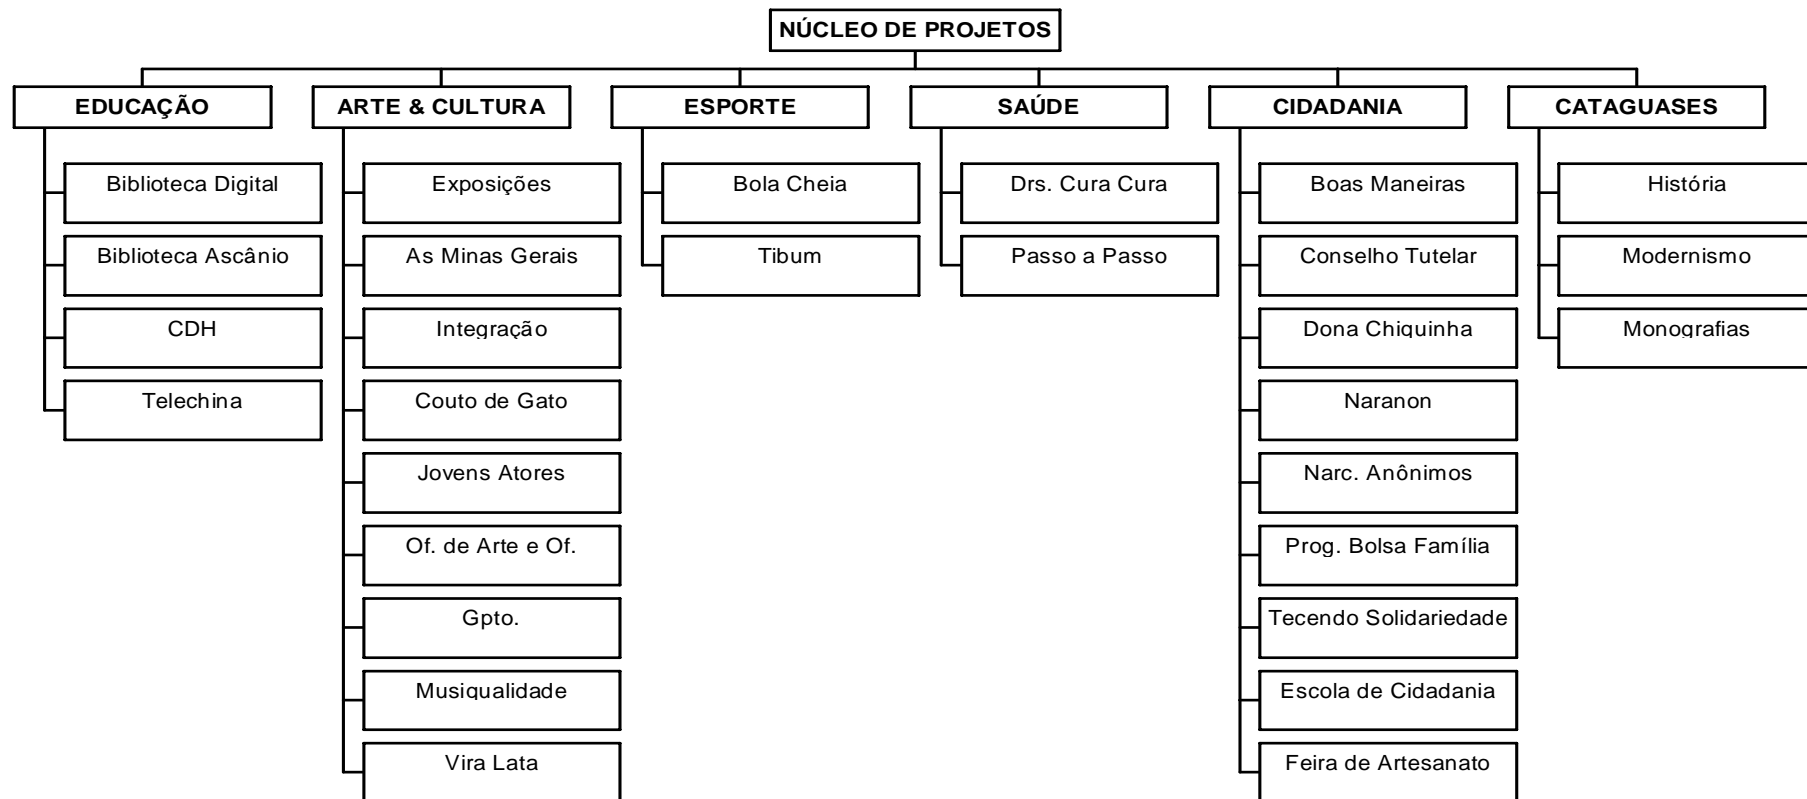 NÚCLEO DE PROJETOS
EDUCAÇÃO
Biblioteca Digital
Biblioteca Ascânio
CDH
Telechina
ARTE & CULTURA
Exposições
As Minas Gerais
Integração
Couto de Gato
Jovens Atores
Of. de Arte e Of.
Gpto.
Musiqualidade
Vira Lata
ESPORTE
Bola Cheia
Tibum
SAÚDE
Drs. Cura Cura
Passo a Passo
CIDADANIA
Boas Maneiras
Conselho Tutelar
Dona Chiquinha
Naranon
Narc. Anônimos
Prog. Bolsa Família
Tecendo Solidariedade
Escola de Cidadania
Feira de Artesanato
CATAGUASES
História
Modernismo
Monografias